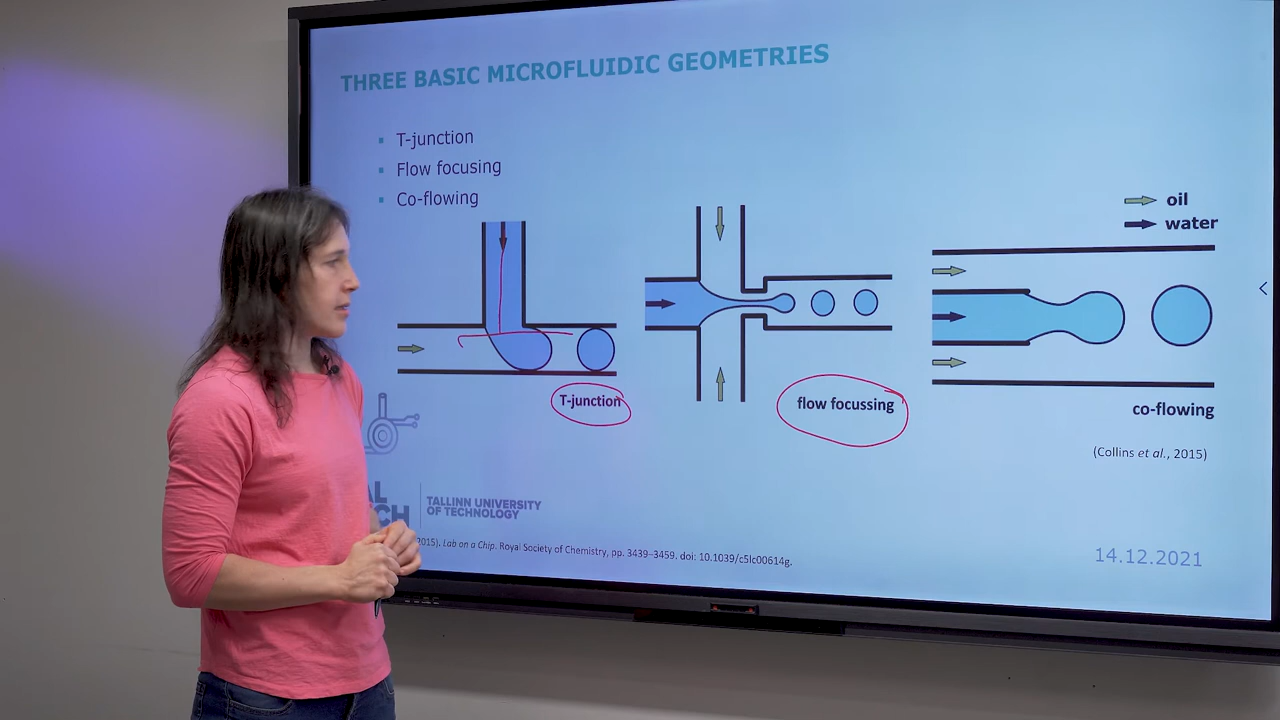 THREE BASIC MICROFLUIDIC GEOMETRIES
T-junction
Flow focusing
Co-flowing
oil
water
T-junction
flow focussing
co-flowing
(Collins et al., 2015)
TALLINN UNIVERSITY
OF TECHNOLOGY
2015). Lab on a Chip. Royal Society of Chemistry, pp. 3439–3459. doi: 10.1039/c5lc00614g.
14.12.2021